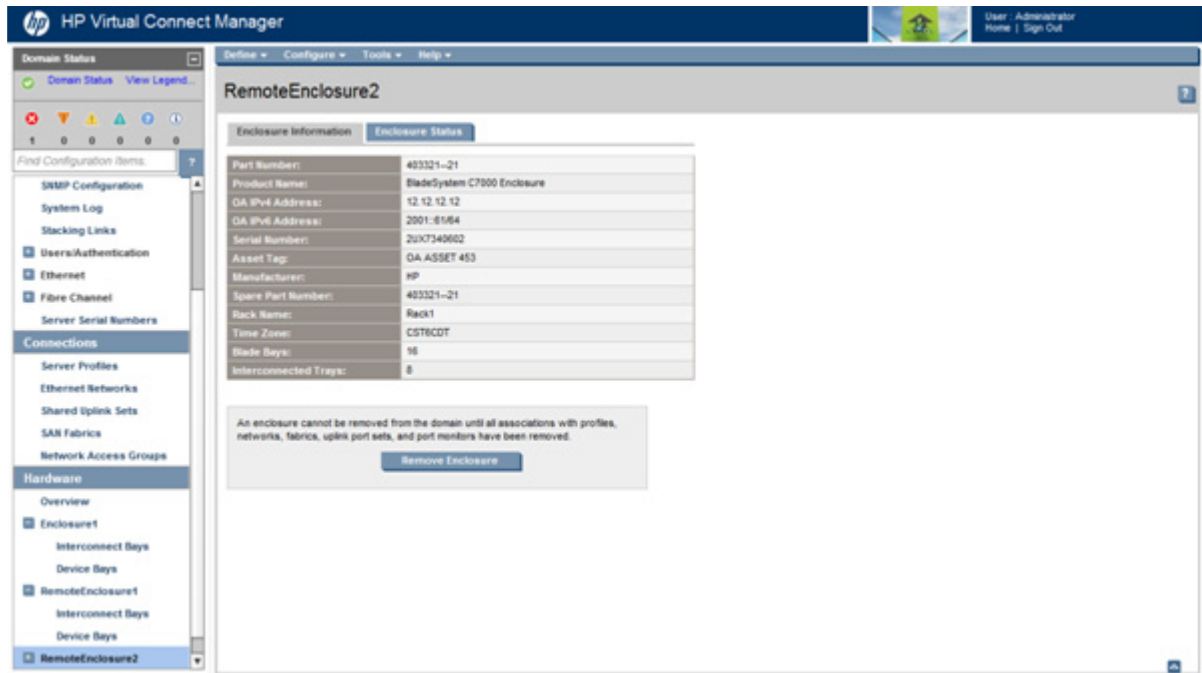 hp HP Virtual Connect Manager
User : Administrator
Home | Sign Out
Domain Status
Domain Status View Legend...
1 0 0 0 0 0
Find Configuration Items.
?
SNMP Configuration
System Log
Stacking Links
Users/Authentication
Ethernet
Fibre Channel
Server Serial Numbers
Connections
Server Profiles
Ethernet Networks
Shared Uplink Sets
SAN Fabrics
Network Access Groups
Hardware
Overview
Enclosure1
Interconnect Bays
Device Bays
RemoteEnclosure1
Interconnect Bays
Device Bays
RemoteEnclosure2
Define Configure Tools Help
RemoteEnclosure2
?
Enclosure Information Enclosure Status
Part Number: 403321--21
Product Name: BladeSystem C7000 Enclosure
OA IPv4 Address: 12.12.12.12
OA IPv6 Address: 2001::61/64
Serial Number: 2UX7340602
Asset Tag: OA ASSET 453
Manufacturer: HP
Spare Part Number: 403321--21
Rack Name: Rack1
Time Zone: CST6CDT
Blade Bays: 16
Interconnected Trays: 8
An enclosure cannot be removed from the domain until all associations with profiles,
networks, fabrics, uplink port sets, and port monitors have been removed.
Remove Enclosure